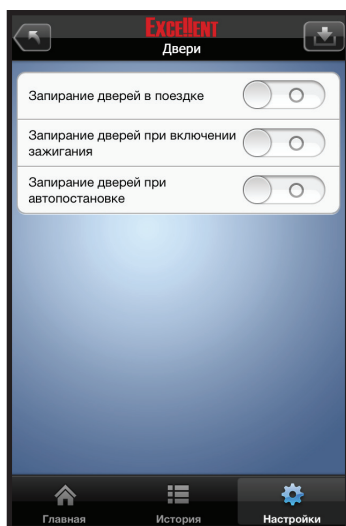 EXCELLENT
Двери
Запирание дверей в поездке
Запирание дверей при включении
зажигания
Запирание дверей при
автопостановке
Главная
История
Настройки